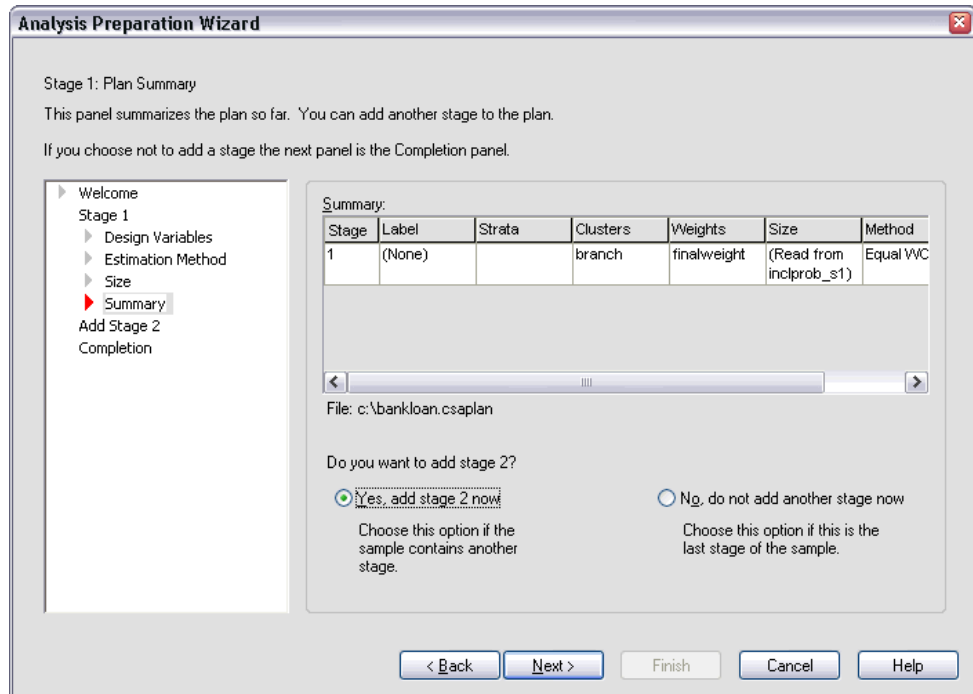 Analysis Preparation Wizard
Stage 1: Plan Summary
This panel summarizes the plan so far. You can add another stage to the plan.
If you choose not to add a stage the next panel is the Completion panel.
Welcome
Stage 1
Design Variables
Estimation Method
Size
Summary
Add Stage 2
Completion
Summary:
Stage Label Strata Clusters Weights Size Method
1 (None) branch finalweight (Read from Equal WO
inclprob_s1)
File: c:\bankloan.csaplan
Do you want to add stage 2?
Yes, add stage 2 now
Choose this option if the
sample contains another
stage.
No, do not add another stage now
Choose this option if this is the
last stage of the sample.
< Back Next > Finish Cancel Help